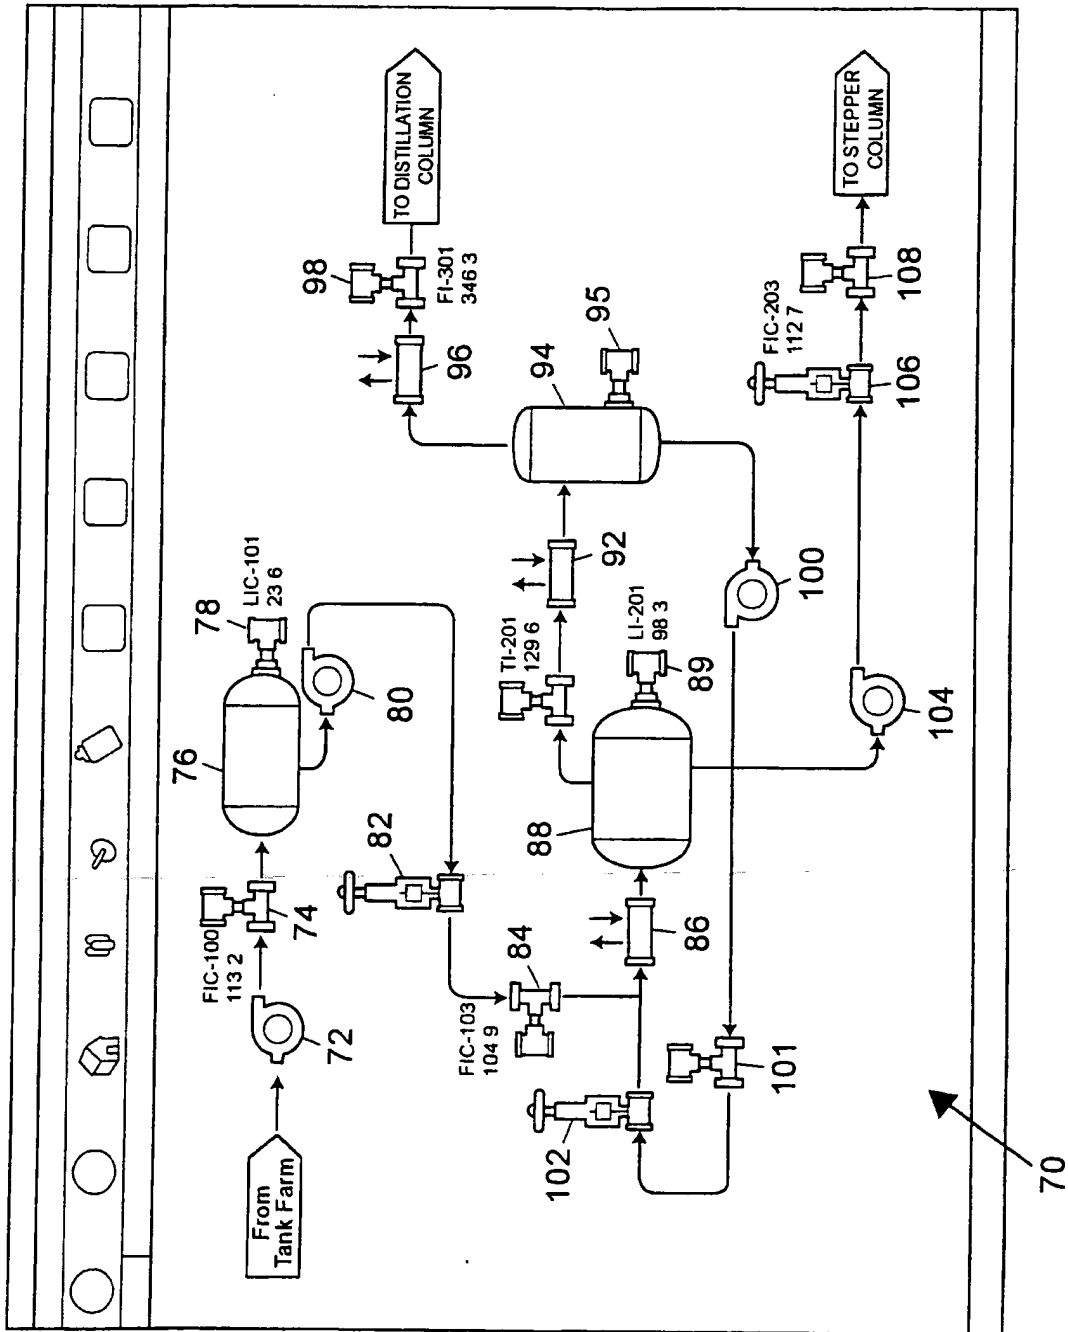 From
Tank Farm
72
FIC-100
113 2
74
76
78
LIC-101
23 6
80
82
FIC-103
104 9
84
102
101
86
88
89
LI-201
98 3
TI-201
129 6
92
94
95
96
98
FI-301
346 3
TO DISTILLATION
COLUMN
100
104
FIC-203
112 7
106
108
TO STEPPER
COLUMN
70